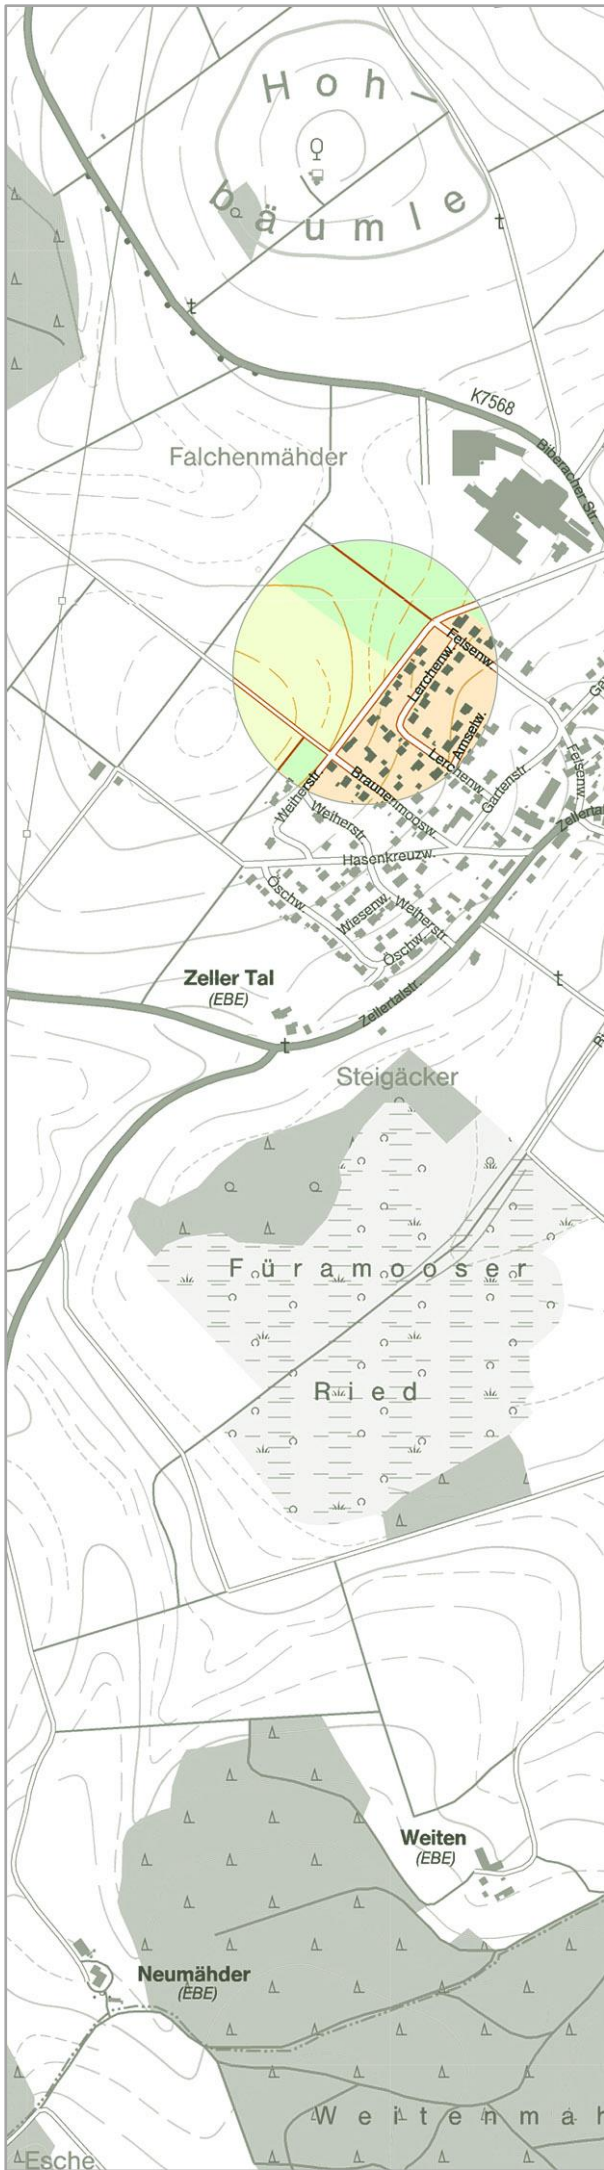 Hoh-
bäumle
K7568
Biberacher Str.
Falchenmähder
Felsenw.
Lerchenw.
Amselw.
Lerchenw.
Gartenstr
Felsenw.
Weiherstr.
Braunenmoosw.
Weiherstr.
Hasenkreuzw.
Öschw.
Wiesenw.
Weiherstr.
Öschw.
Zeller Tal
(EBE)
Zellertalstr.
Steigäcker
Füramooser
Ried
Weiten
(EBE)
Neumähder
(EBE)
Weitenmah
Esche